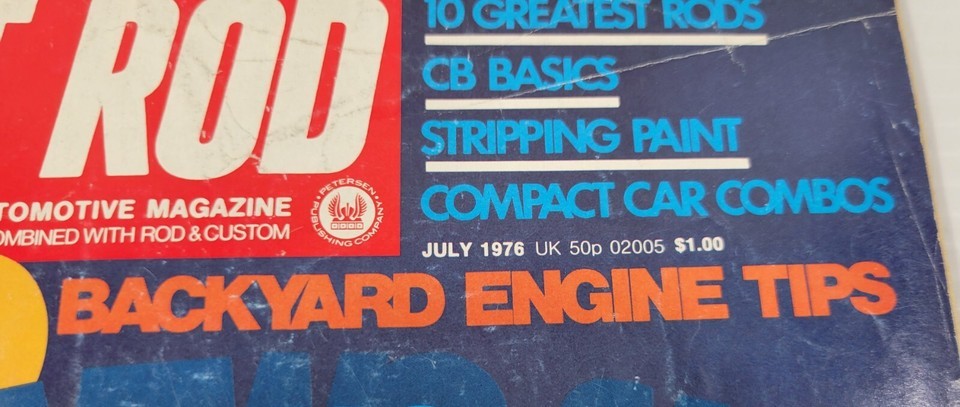 ROD
TOMOTIVE MAGAZINE
OMBINED WITH ROD & CUSTOM
PETERSEN PUBLISHING COMPANY
10 GREATEST RODS
CB BASICS
STRIPPING PAINT
COMPACT CAR COMBOS
JULY 1976 UK 50p 02005 $1.00
BACKYARD ENGINE TIPS